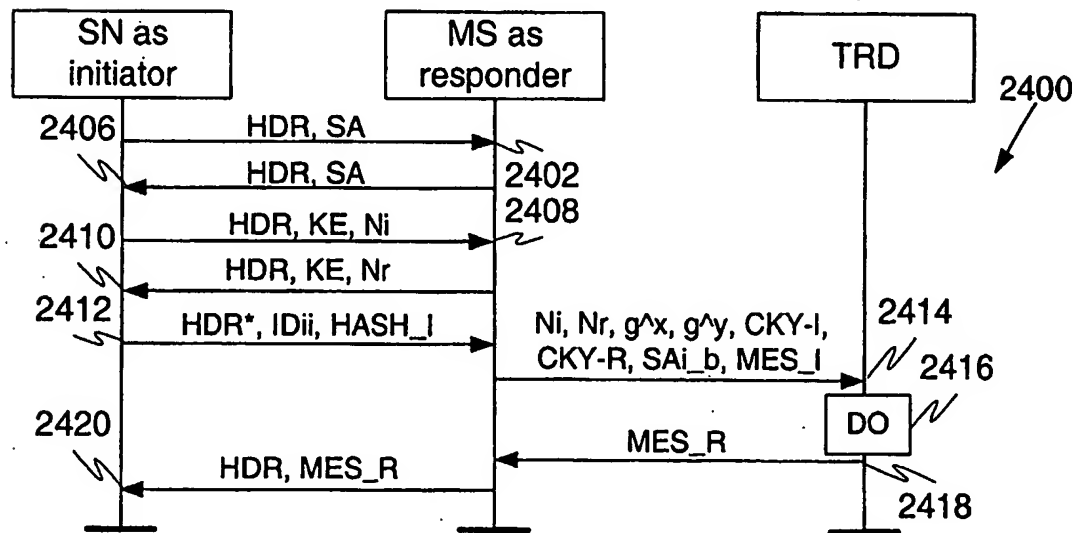 SN as
initiator
MS as
responder
TRD
2400
2406
HDR, SA
2402
HDR, SA
2408
HDR, KE, Ni
2410
HDR, KE, Nr
2412
HDR*, IDii, HASH_I
Ni, Nr, g^x, g^y, CKY-I,
CKY-R, SAi_b, MES_I
2414
2416
DO
2420
MES_R
HDR, MES_R
2418